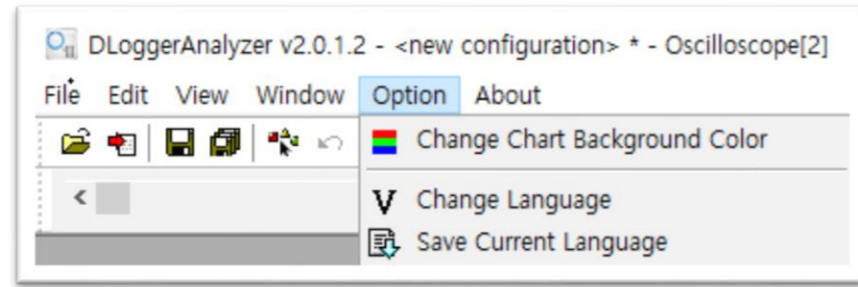 DLoggerAnalyzer v2.0.1.2 - <new configuration> * - Oscilloscope[2]
File Edit View Window Option About
Change Chart Background Color
V Change Language
Save Current Language